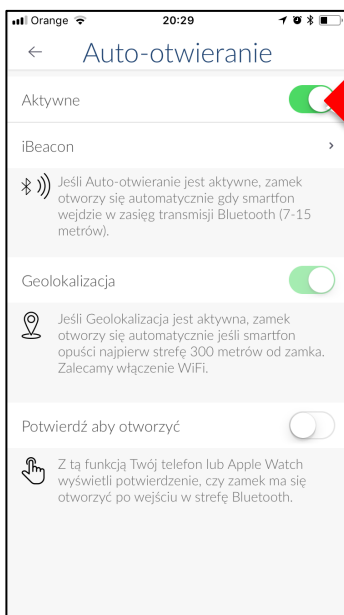 Orange 20:29
Auto-otwieranie
Aktywne
iBeacon
Jeśli Auto-otwieranie jest aktywne, zamek
otworzy się automatycznie gdy smartfon
wejdzie w zasięg transmisji Bluetooth (7-15
metrów).
Geolokalizacja
Jeśli Geolokalizacja jest aktywna, zamek
otworzy się automatycznie jeśli smartfon
opuści najpierw strefę 300 metrów od zamka.
Zalecamy włączenie WiFi.
Potwierdź aby otworzyć
Z tą funkcją Twój telefon lub Apple Watch
wyświetli potwierdzenie, czy zamek ma się
otworzyć po wejściu w strefę Bluetooth.